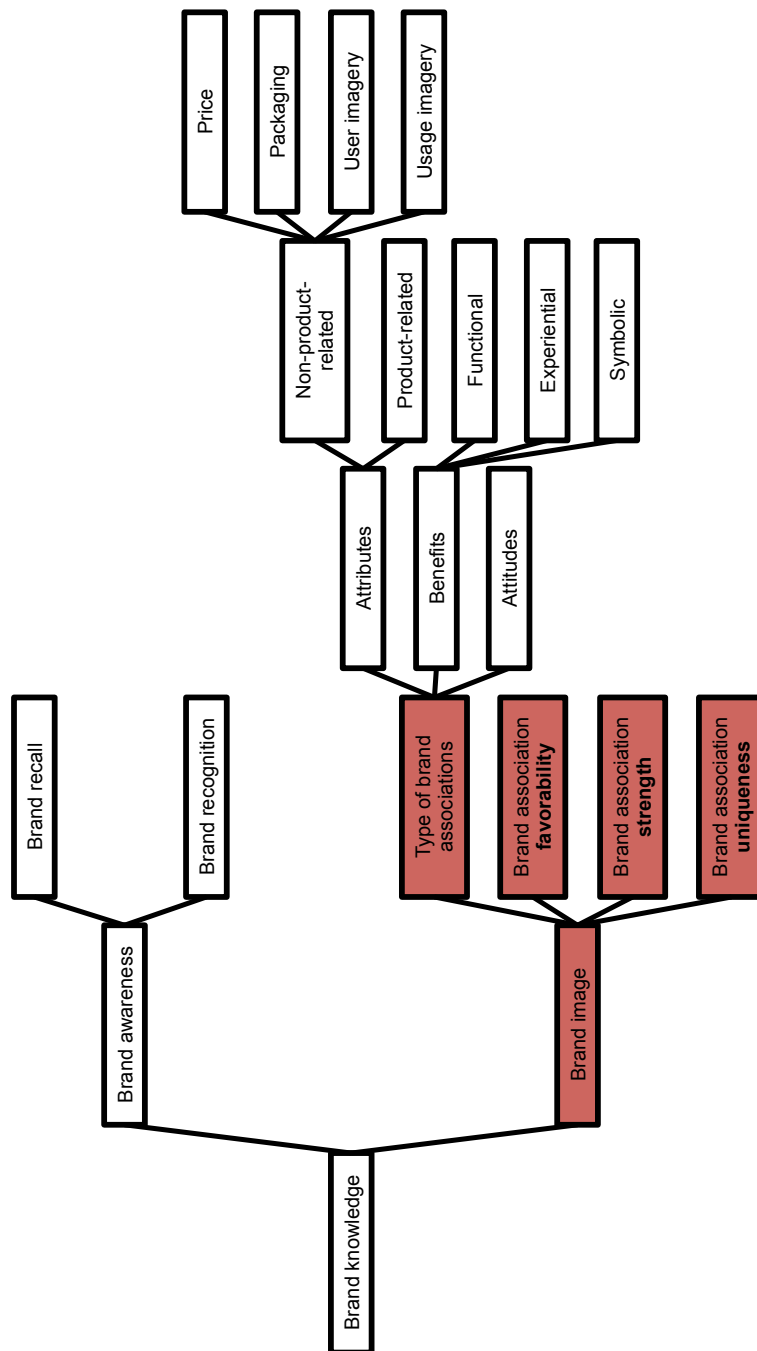 Brand knowledge
Brand awareness
Brand recall
Brand recognition
Brand image
Type of brand
associations
Brand association
favorability
Brand association
strength
Brand association
uniqueness
Attributes
Benefits
Attitudes
Non-product-
related
Product-related
Functional
Experiential
Symbolic
Price
Packaging
User imagery
Usage imagery